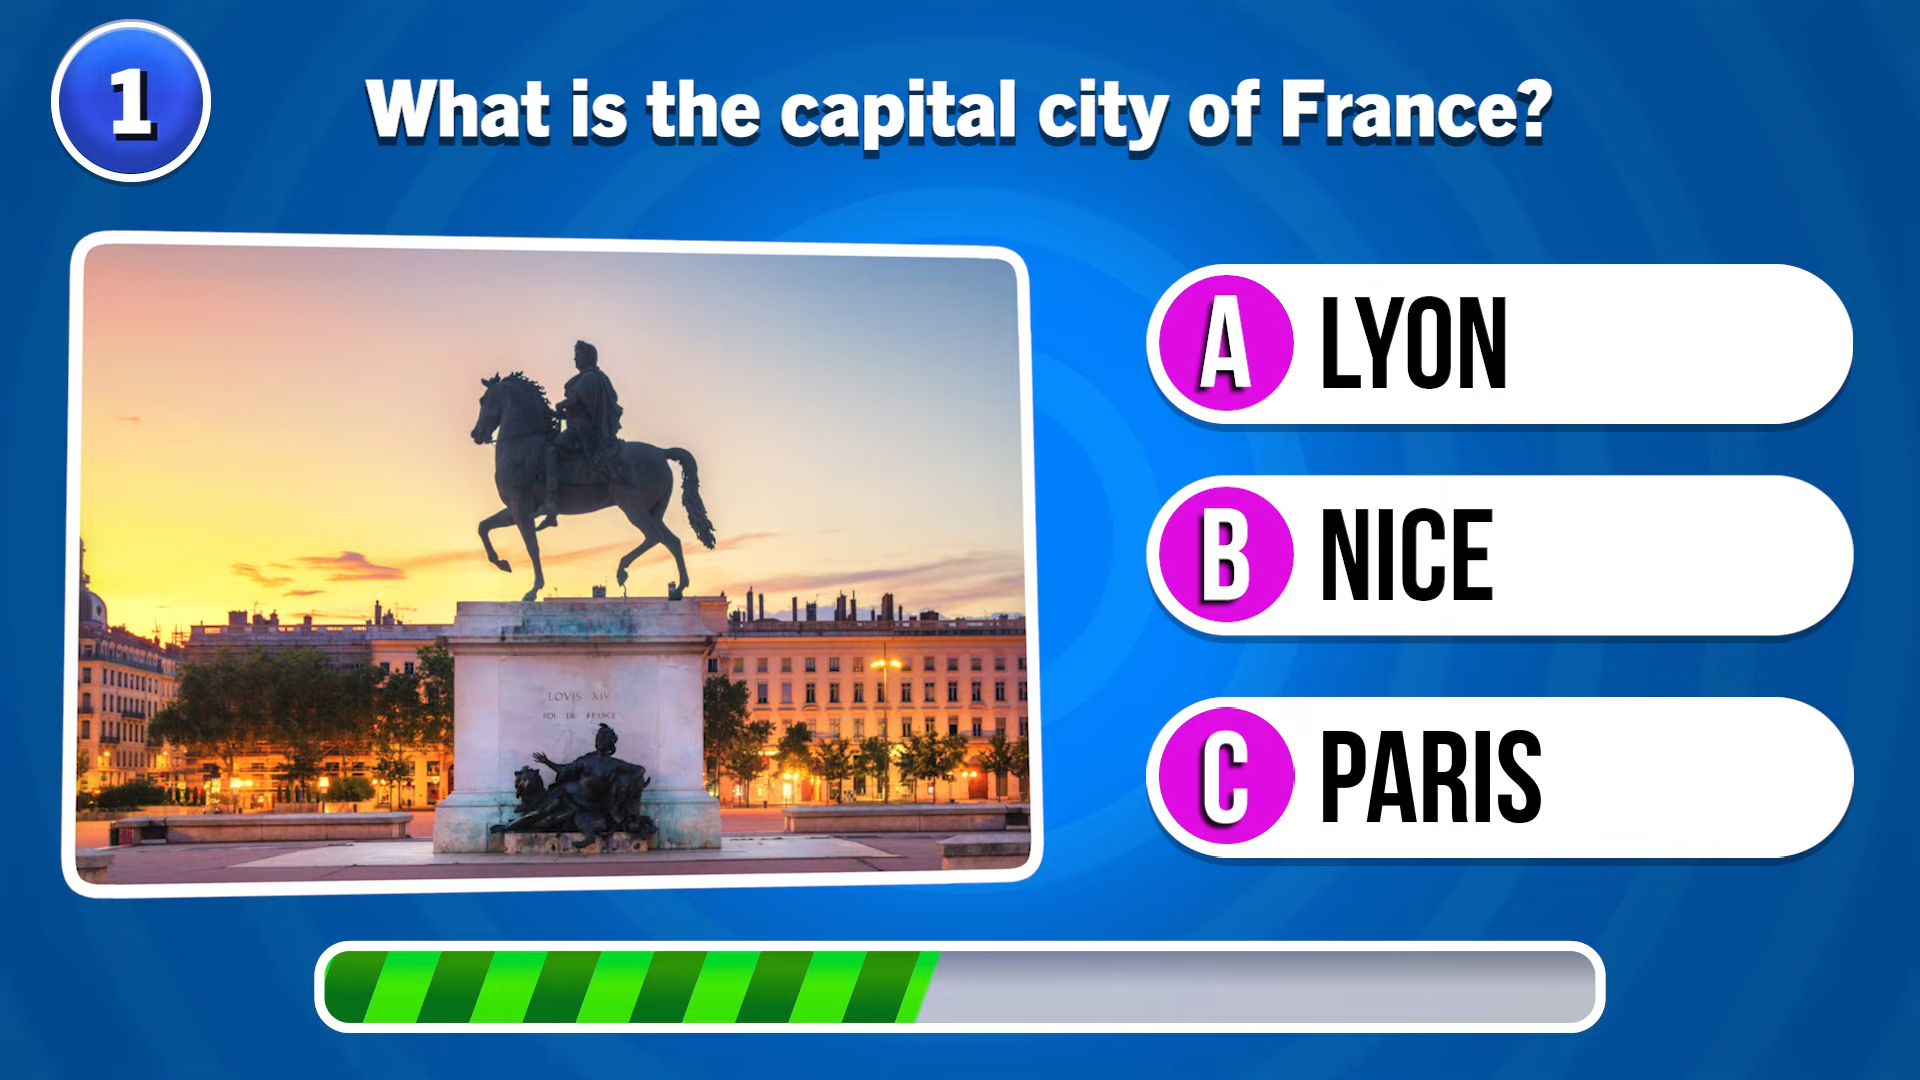 1
What is the capital city of France?
LOVIS XIV
ROI DE FRANCE
A LYON
B NICE
C PARIS